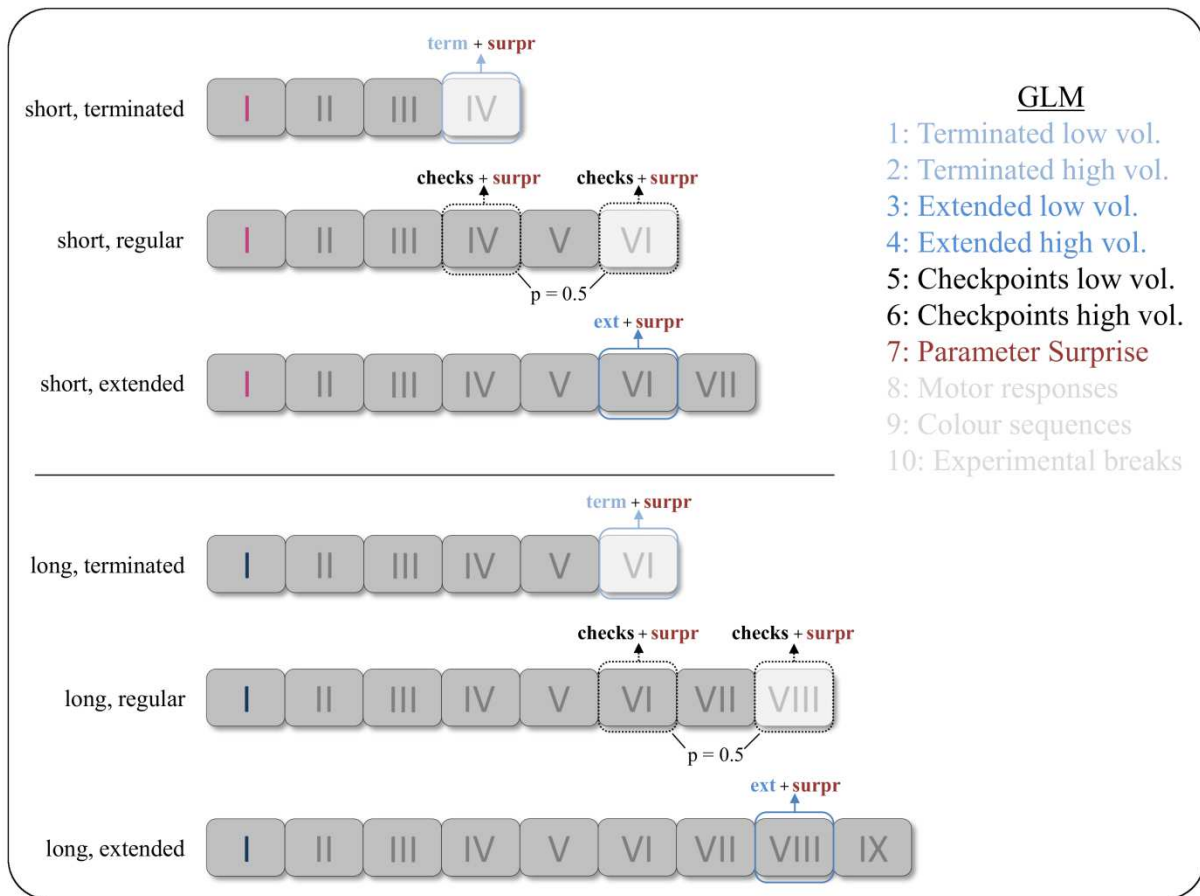 term + surpr
short, terminated
I II III IV
checks + surpr checks + surpr
short, regular
I II III IV V VI
p = 0.5
ext + surpr
short, extended
I II III IV V VI VII
term + surpr
long, terminated
I II III IV V VI
checks + surpr checks + surpr
long, regular
I II III IV V VI VII VIII
p = 0.5
ext + surpr
long, extended
I II III IV V VI VII VIII IX
GLM
1: Terminated low vol.
2: Terminated high vol.
3: Extended low vol.
4: Extended high vol.
5: Checkpoints low vol.
6: Checkpoints high vol.
7: Parameter Surprise
8: Motor responses
9: Colour sequences
10: Experimental breaks